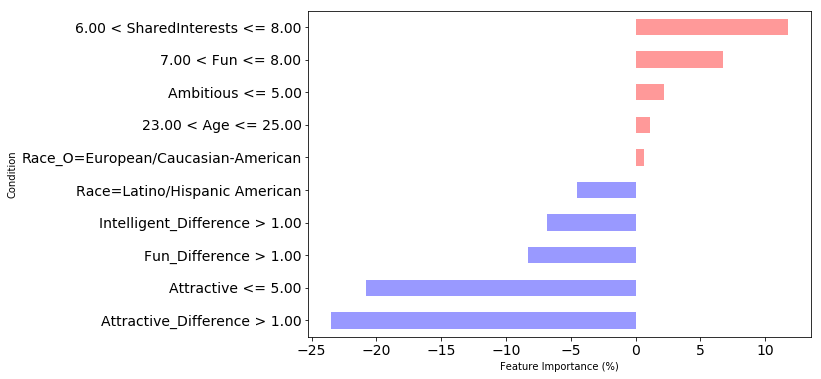 6.00 < SharedInterests <= 8.00
7.00 < Fun <= 8.00
Ambitious <= 5.00
23.00 < Age <= 25.00
Race_O=European/Caucasian-American
Race=Latino/Hispanic American
Intelligent_Difference > 1.00
Fun_Difference > 1.00
Attractive <= 5.00
Attractive_Difference > 1.00
Condition
−25 −20 −15 −10 −5 0 5 10
Feature Importance (%)